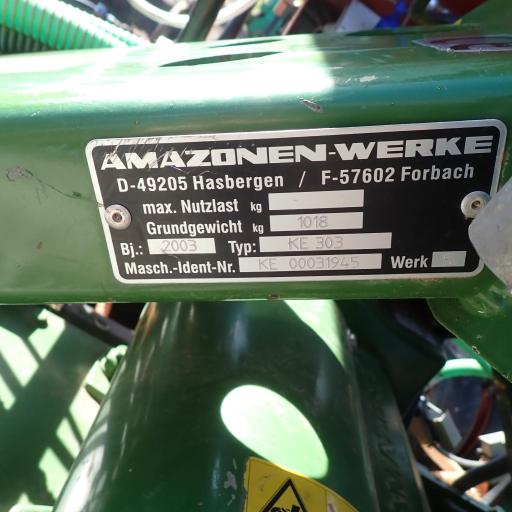 AMAZONEN-WERKE
D-49205 Hasbergen / F-57602 Forbach
max. Nutzlast kg
Grundgewicht kg 1018
Bj.: 2003 Typ: KE 303
Masch.-Ident-Nr. KE 00031945 Werk